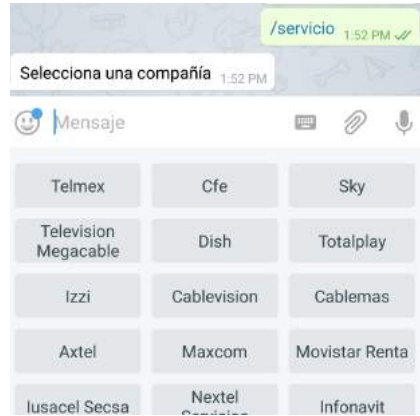 /servicio 1:52 PM
Selecciona una compañía 1:52 PM
Mensaje
Telmex Cfe Sky
Television
Megacable
Dish Totalplay
Izzi Cablevision Cablemas
Axtel Maxcom Movistar Renta
Iusacel Secsa
Nextel
Servicios
Infonavit